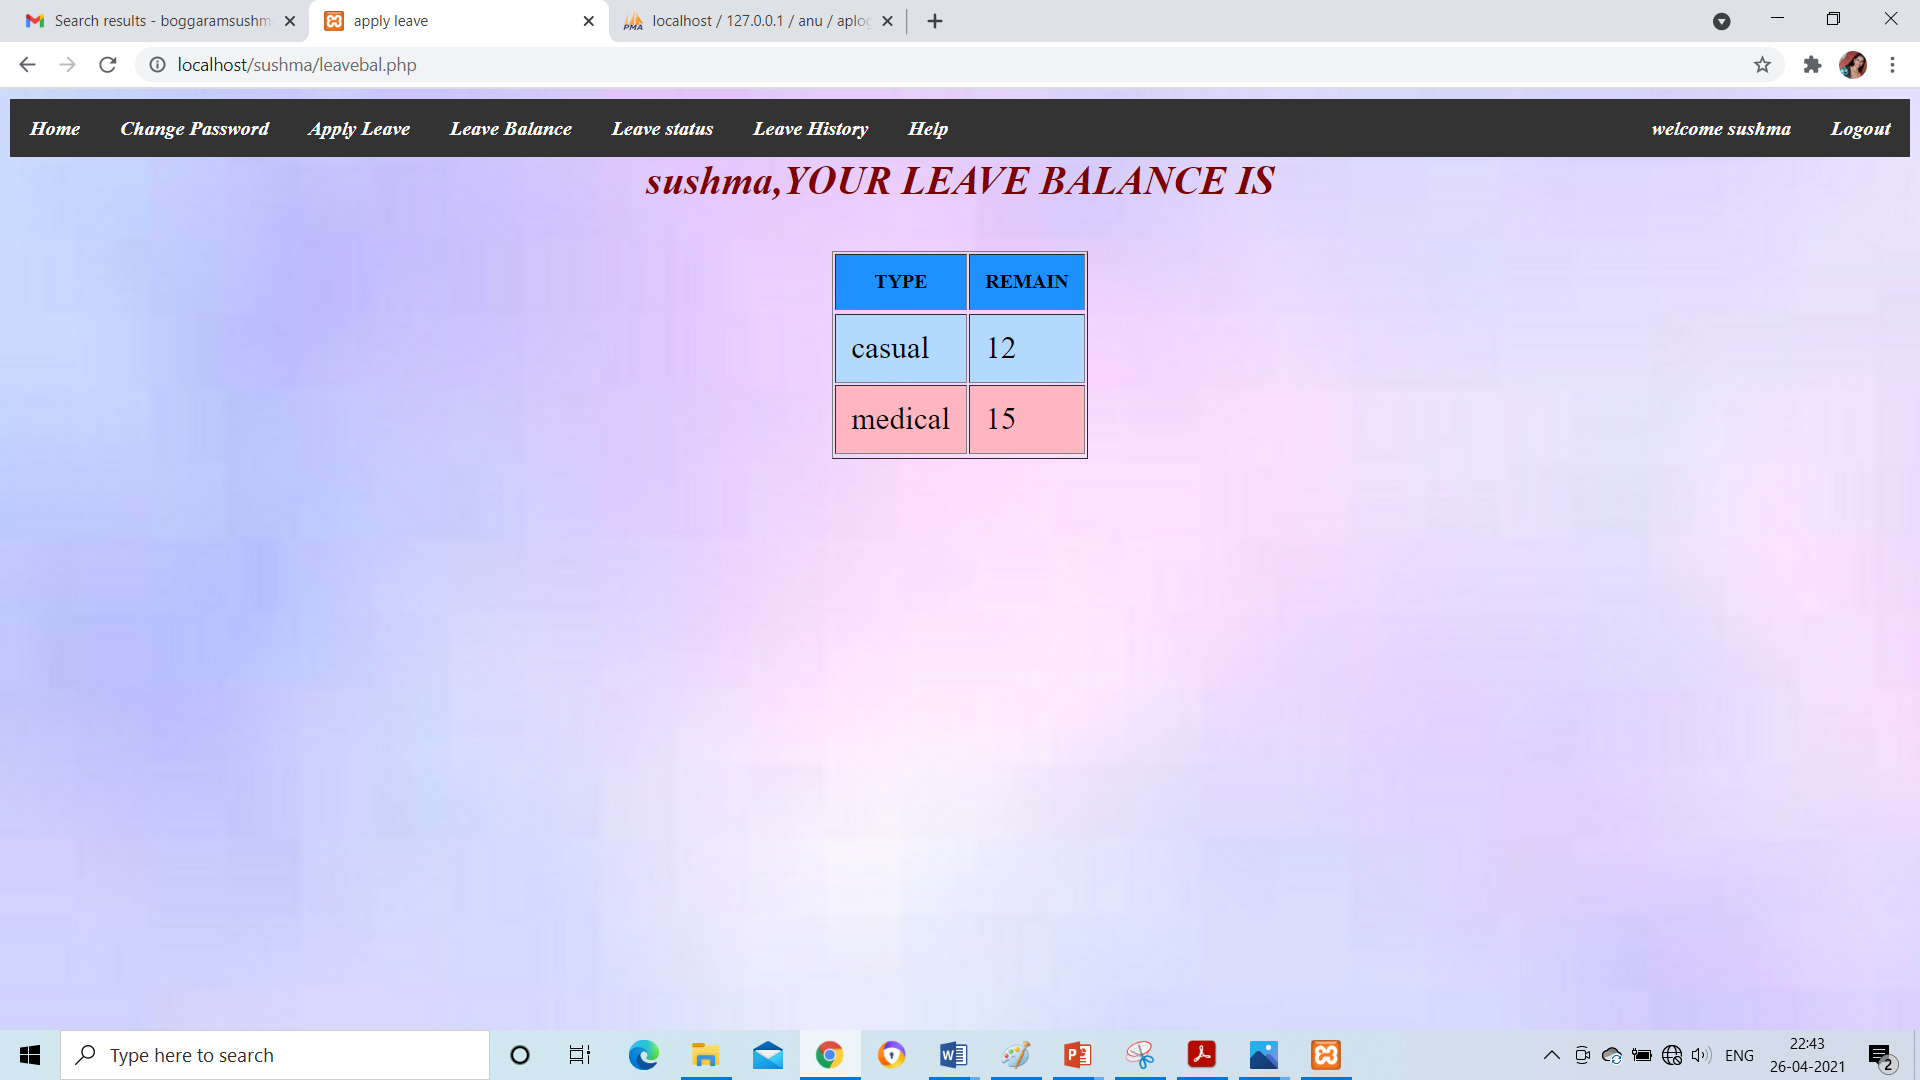 Search results - boggaramsushm
apply leave
localhost / 127.0.0.1 / anu / aplog
localhost/sushma/leavebal.php
Home Change Password Apply Leave Leave Balance Leave status Leave History Help welcome sushma Logout
sushma,YOUR LEAVE BALANCE IS
TYPE REMAIN
casual 12
medical 15
Type here to search
ENG
22:43
26-04-2021
2